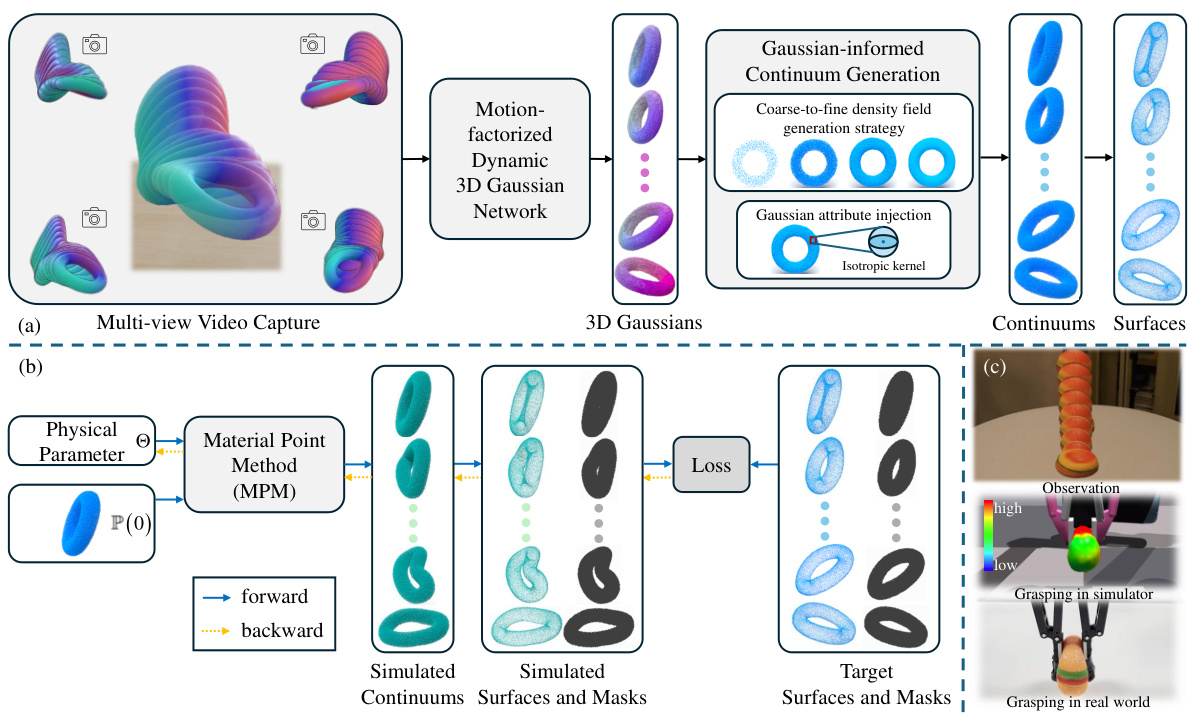 Motion-
factorized
Dynamic
3D Gaussian
Network
Gaussian-informed
Continuum Generation
Coarse-to-fine density field
generation strategy
Gaussian attribute injection
Isotropic kernel
(a)
Multi-view Video Capture
3D Gaussians
Continuums
Surfaces
(b)
Physical
Parameter
Θ
ℙ(0)
Material Point
Method
(MPM)
Loss
forward
backward
Simulated
Continuums
Simulated
Surfaces and Masks
Target
Surfaces and Masks
(c)
Observation
high
low
Grasping in simulator
Grasping in real world